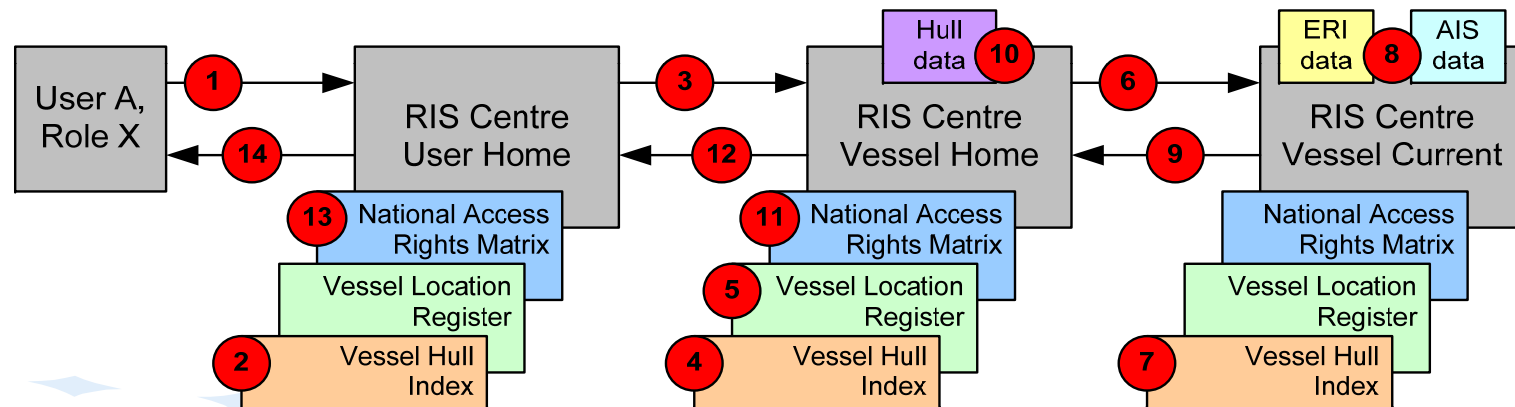 User A,
Role X
1
14
RIS Centre
User Home
13
National Access
Rights Matrix
Vessel Location
Register
2
Vessel Hull
Index
3
12
Hull
data
10
RIS Centre
Vessel Home
11
National Access
Rights Matrix
5
Vessel Location
Register
4
Vessel Hull
Index
6
9
ERI
data
8
AIS
data
RIS Centre
Vessel Current
National Access
Rights Matrix
Vessel Location
Register
7
Vessel Hull
Index